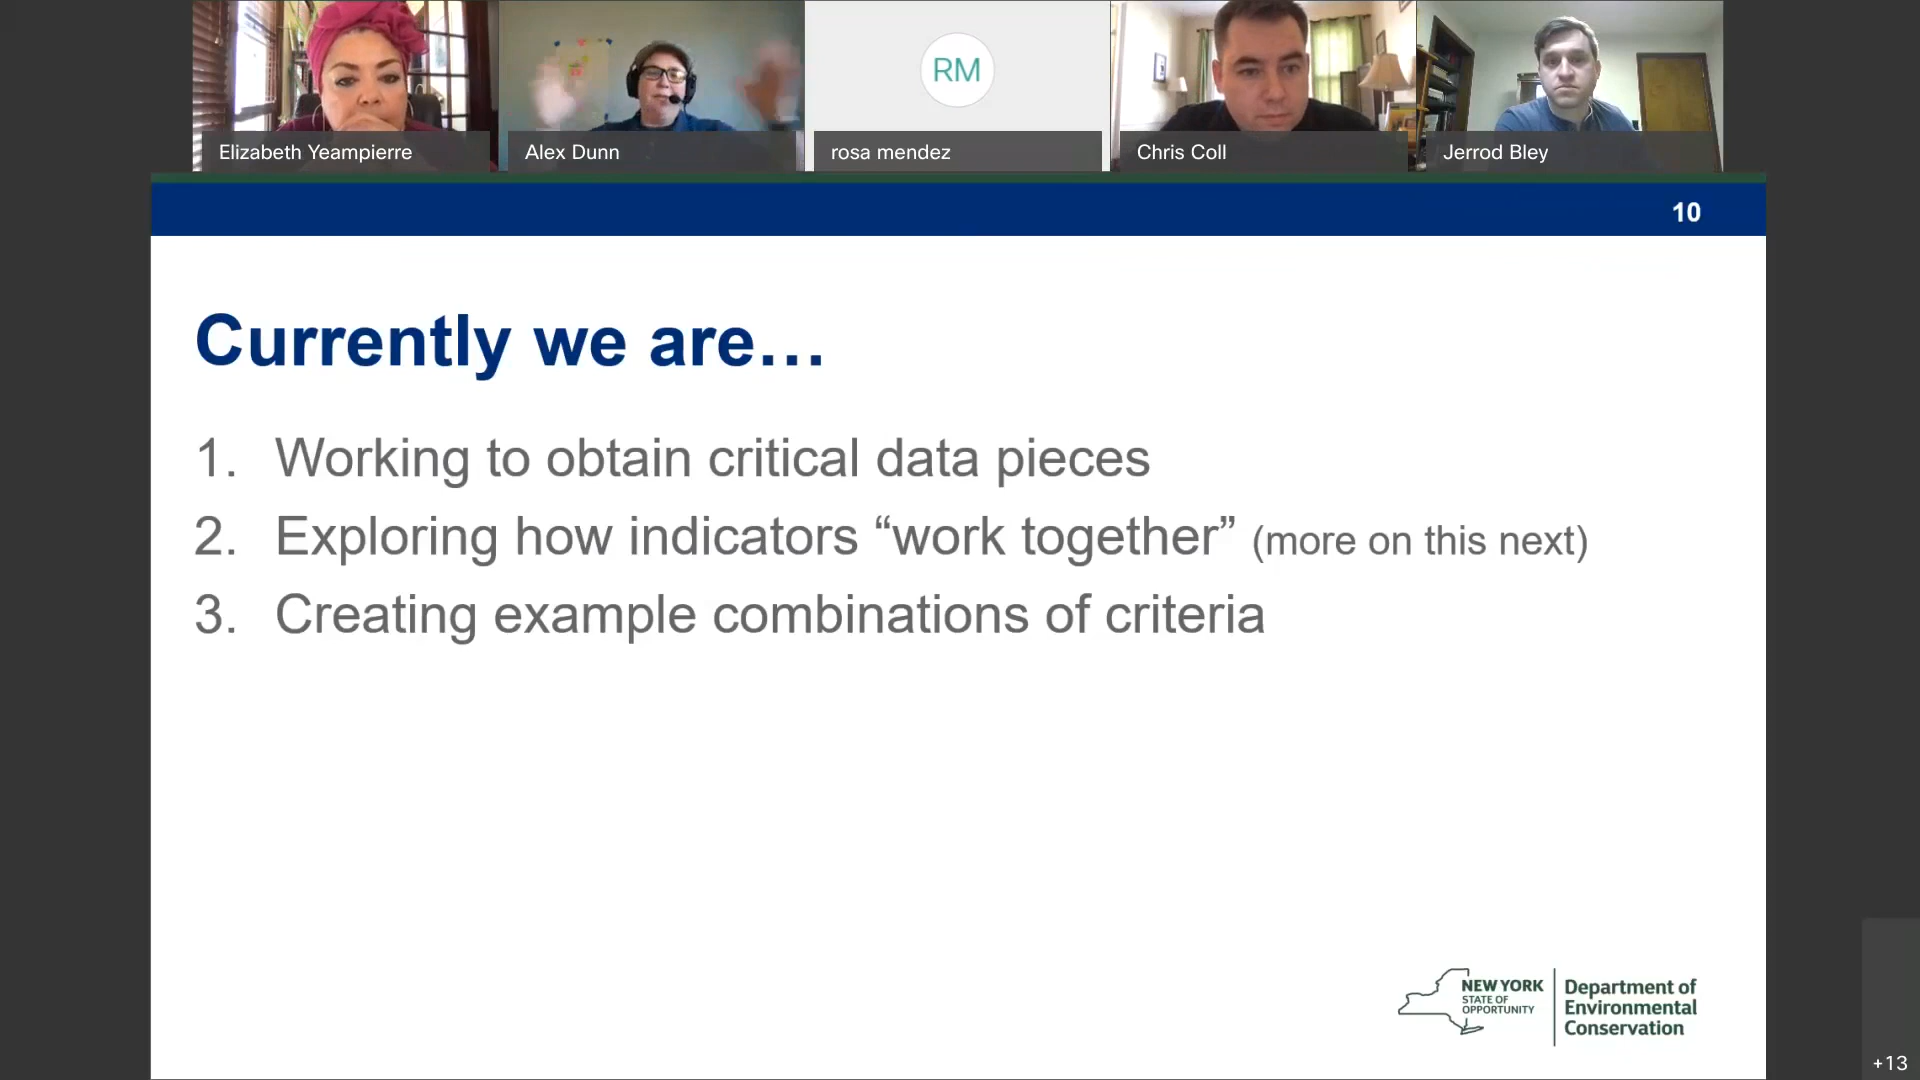 Elizabeth Yeampierre
Alex Dunn
RM
rosa mendez
Chris Coll
Jerrod Bley
10
Currently we are…
1. Working to obtain critical data pieces
2. Exploring how indicators “work together” (more on this next)
3. Creating example combinations of criteria
NEW YORK
STATE OF
OPPORTUNITY
Department of
Environmental
Conservation
+13